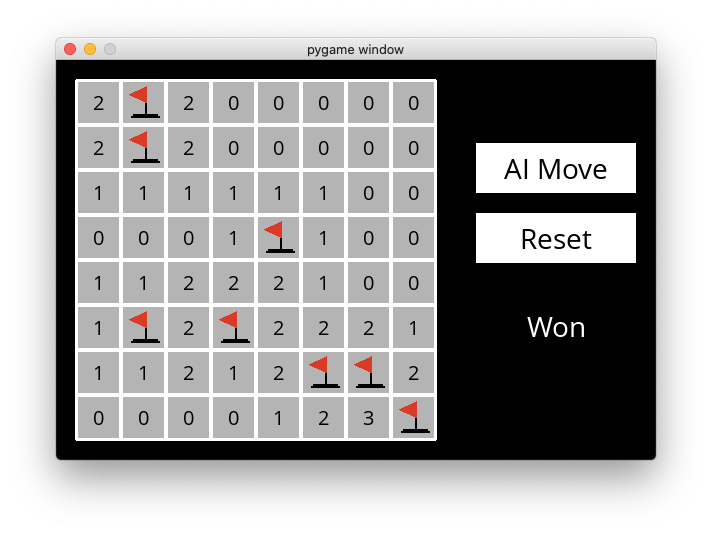 pygame window
2 2 0 0 0 0 0
2 2 0 0 0 0 0
1 1 1 1 1 1 0 0
0 0 0 1 1 0 0
1 1 2 2 2 1 0 0
1 2 2 2 2 1
1 1 2 1 2 2
0 0 0 0 1 2 3
AI Move
Reset
Won